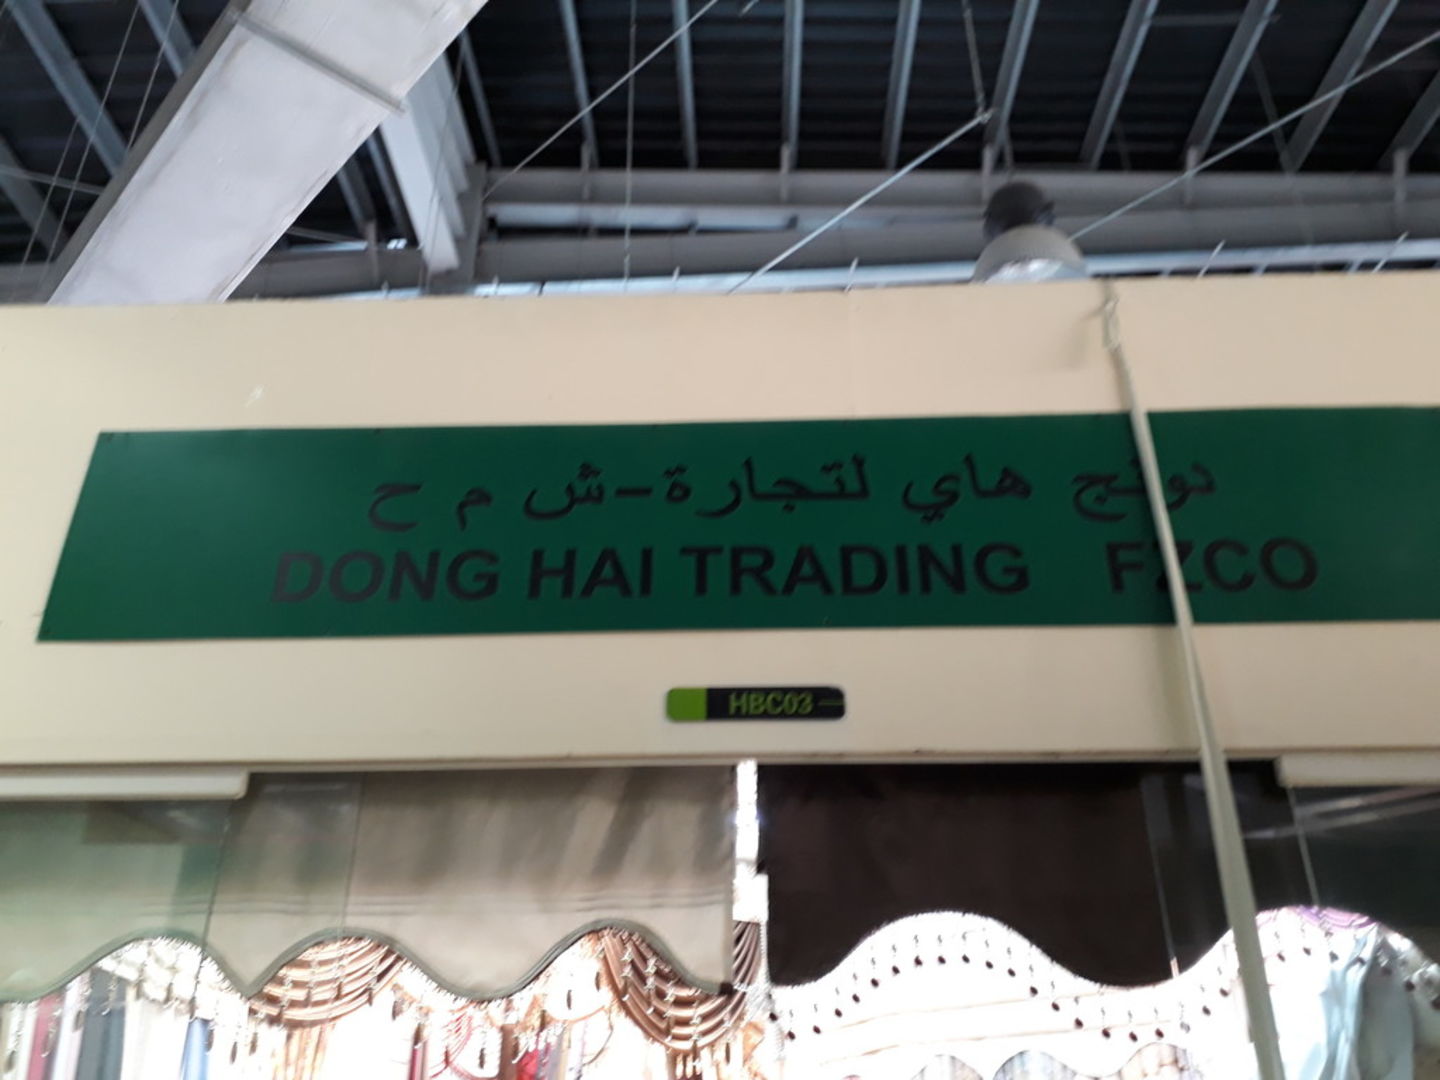 دونج هاي لتجارة-ش م ح
DONG HAI TRADING FZCO
HBC03